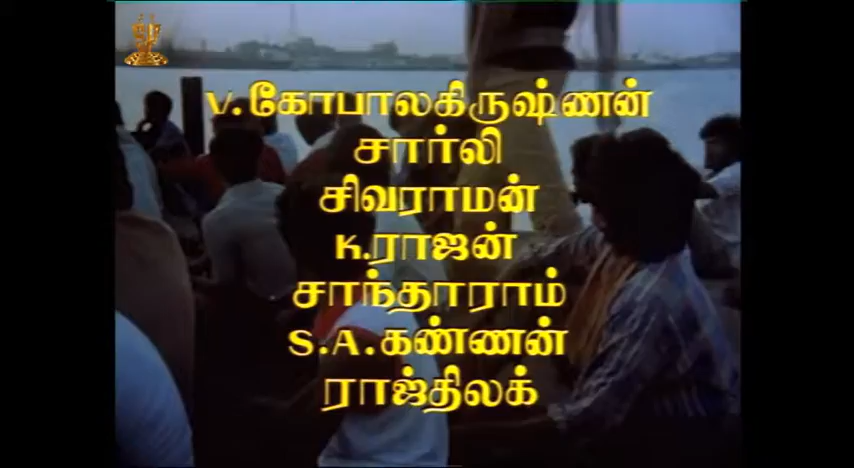 V.கோபாலகிருஷ்ணன்
சார்லி
சிவராமன்
K.ராஜன்
சாந்தாராம்
S.A.கண்ணன்
ராஜ்திலக்